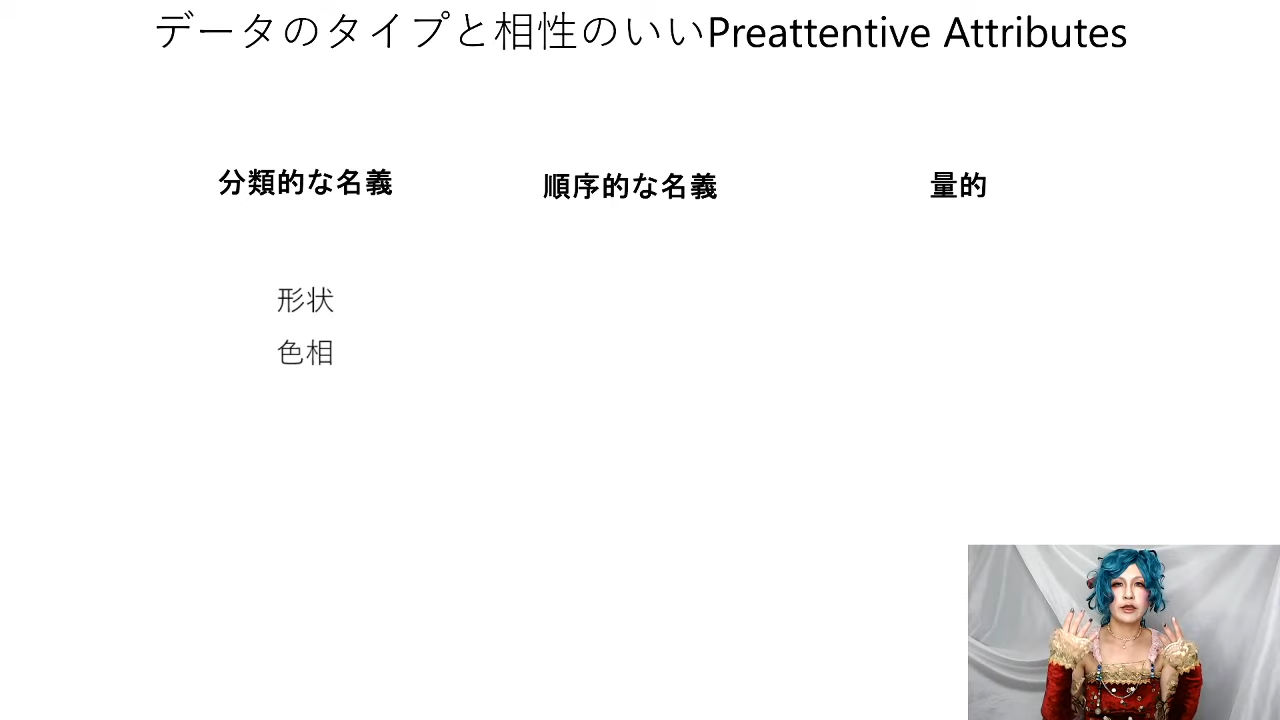 データのタイプと相性のいいPreattentive Attributes
分類的な名義
順序的な名義
量的
形状
色相